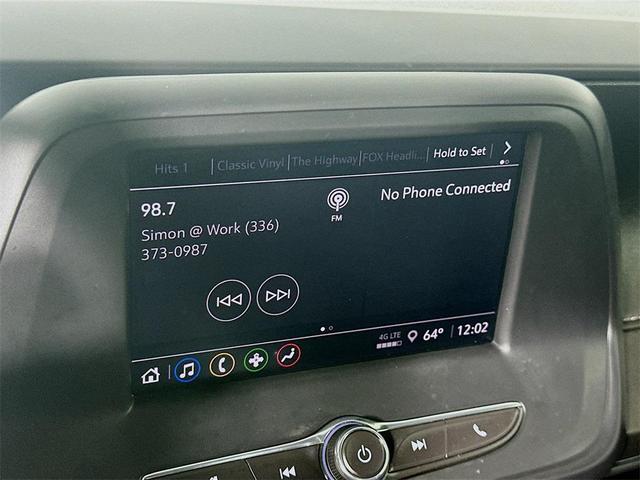 Hits 1 Classic Vinyl The Highway FOX Headli... Hold to Set
98.7
FM
No Phone Connected
Simon @ Work (336)
373-0987
4G LTE 64° 12:02